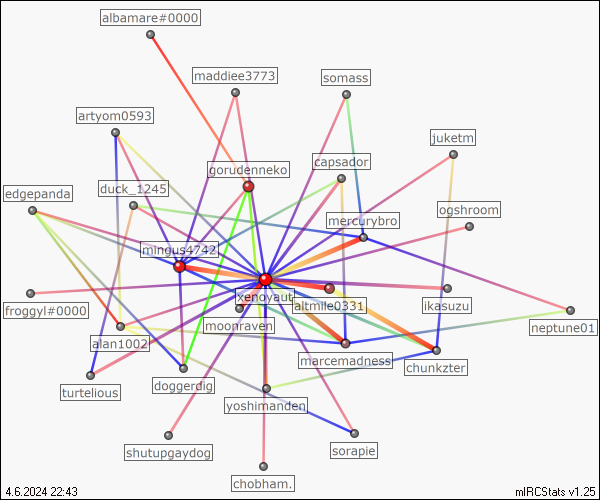 albamare#0000
maddiee3773
somass
artyom0593
juketm
gorudenneko
capsador
duck_1245
edgepanda
ogshroom
mercurybro
mingus4742
xenoyaut
altmile0331
ikasuzu
froggyl#0000
moonraven
neptune01
alan1002
marcemadness
chunkzter
turtelious
doggerdig
yoshimanden
shutupgaydog
sorapie
chobham.
4.6.2024 22:43
mIRCStats v1.25